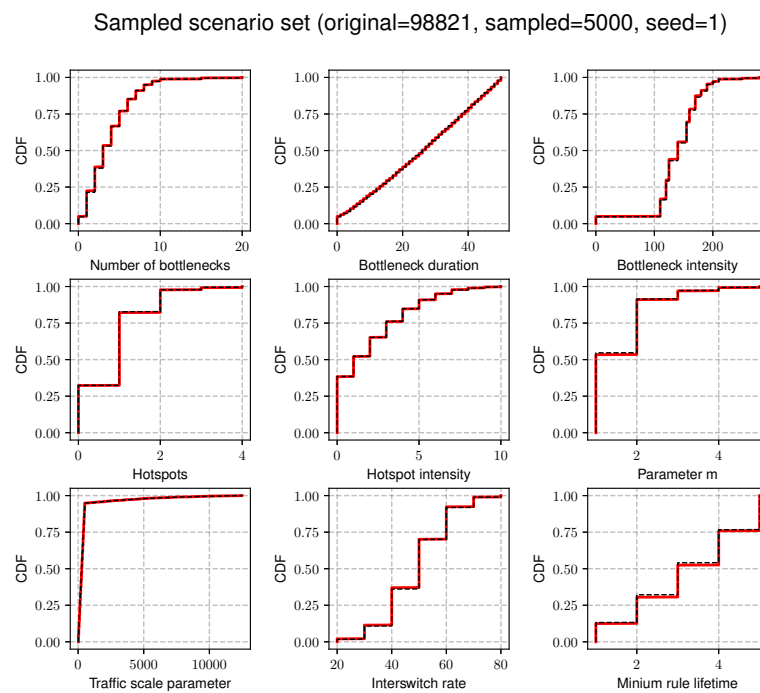 Sampled scenario set (original=98821, sampled=5000, seed=1)
CDF
1.00
0.75
0.50
0.25
0.00
0 10 20
Number of bottlenecks
CDF
1.00
0.75
0.50
0.25
0.00
0 20 40
Bottleneck duration
CDF
1.00
0.75
0.50
0.25
0.00
0 100 200
Bottleneck intensity
CDF
1.00
0.75
0.50
0.25
0.00
0 2 4
Hotspots
CDF
1.00
0.75
0.50
0.25
0.00
0 5 10
Hotspot intensity
CDF
1.00
0.75
0.50
0.25
0.00
2 4
Parameter m
CDF
1.00
0.75
0.50
0.25
0.00
0 5000 10000
Traffic scale parameter
CDF
1.00
0.75
0.50
0.25
0.00
20 40 60 80
Interswitch rate
CDF
1.00
0.75
0.50
0.25
0.00
2 4
Minium rule lifetime